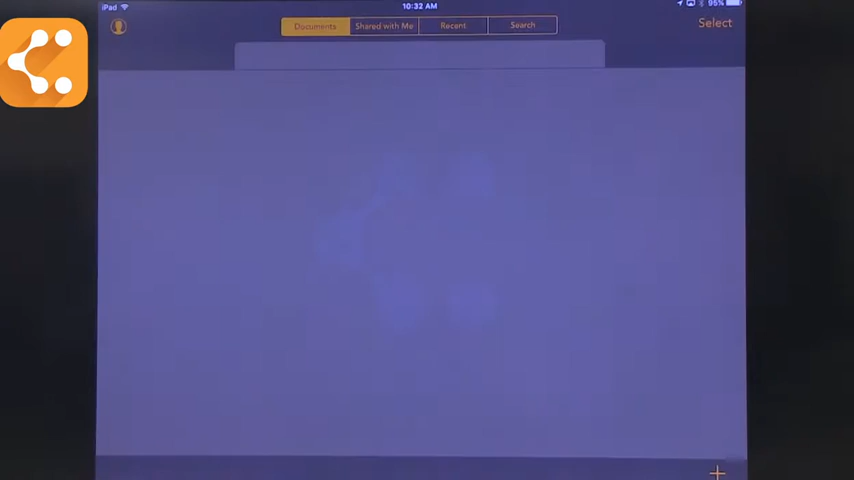 iPad 10:32 AM 95%
Documents Shared with Me Recent Search Select